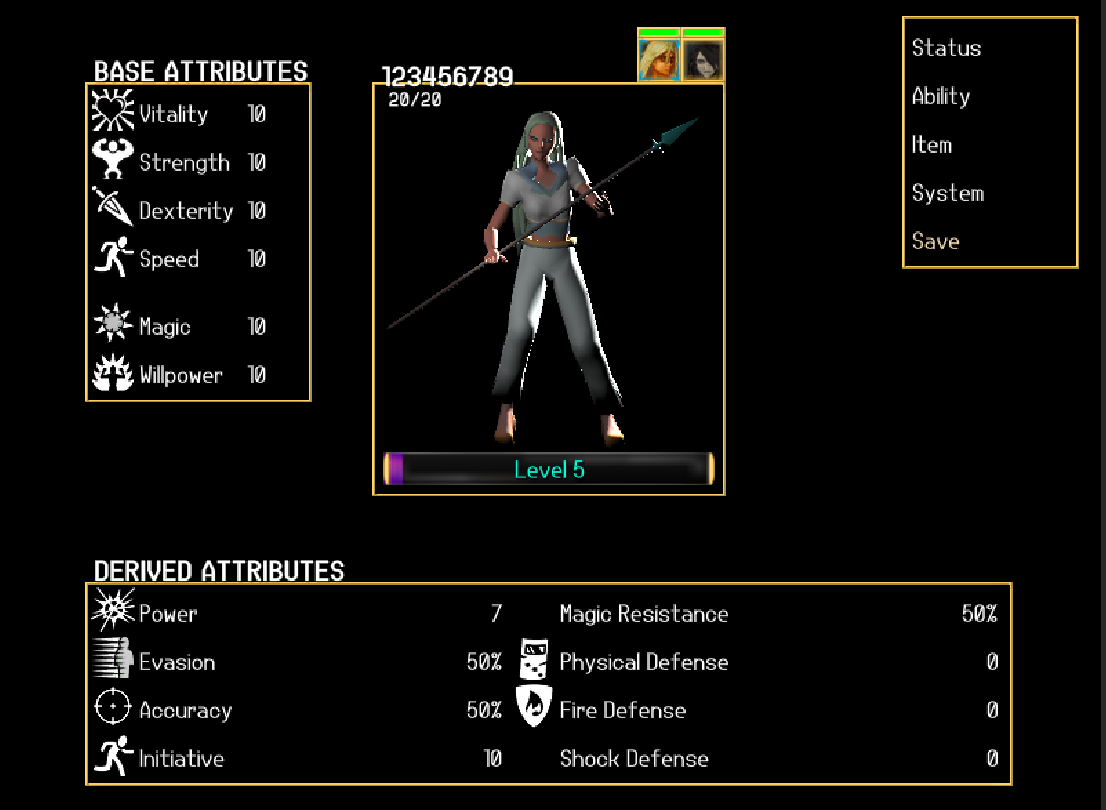 BASE ATTRIBUTES
Vitality 10
Strength 10
Dexterity 10
Speed 10
Magic 10
Willpower 10
123456789
20/20
Level 5
Status
Ability
Item
System
Save
DERIVED ATTRIBUTES
Power 7 Magic Resistance 50%
Evasion 50% Physical Defense 0
Accuracy 50% Fire Defense 0
Initiative 10 Shock Defense 0